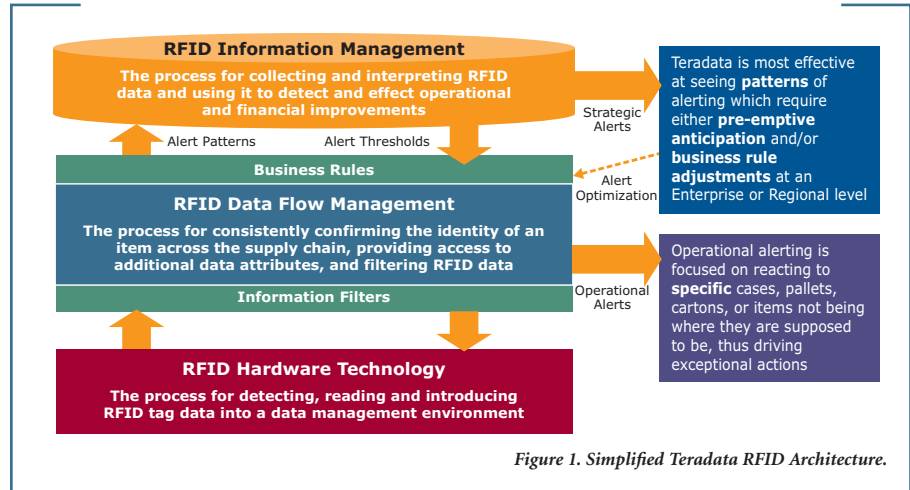 RFID Information Management
The process for collecting and interpreting RFID
data and using it to detect and effect operational
and financial improvements
Strategic
Alerts
Teradata is most effective
at seeing patterns of
alerting which require
either pre-emptive
anticipation and/or
business rule
adjustments at an
Enterprise or Regional level
Alert Patterns
Alert Thresholds
Business Rules
Alert
Optimization
RFID Data Flow Management
The process for consistently confirming the identity of an
item across the supply chain, providing access to
additional data attributes, and filtering RFID data
Information Filters
Operational
Alerts
Operational alerting is
focused on reacting to
specific cases, pallets,
cartons, or items not being
where they are supposed
to be, thus driving
exceptional actions
RFID Hardware Technology
The process for detecting, reading and introducing
RFID tag data into a data management environment
Figure 1. Simplified Teradata RFID Architecture.